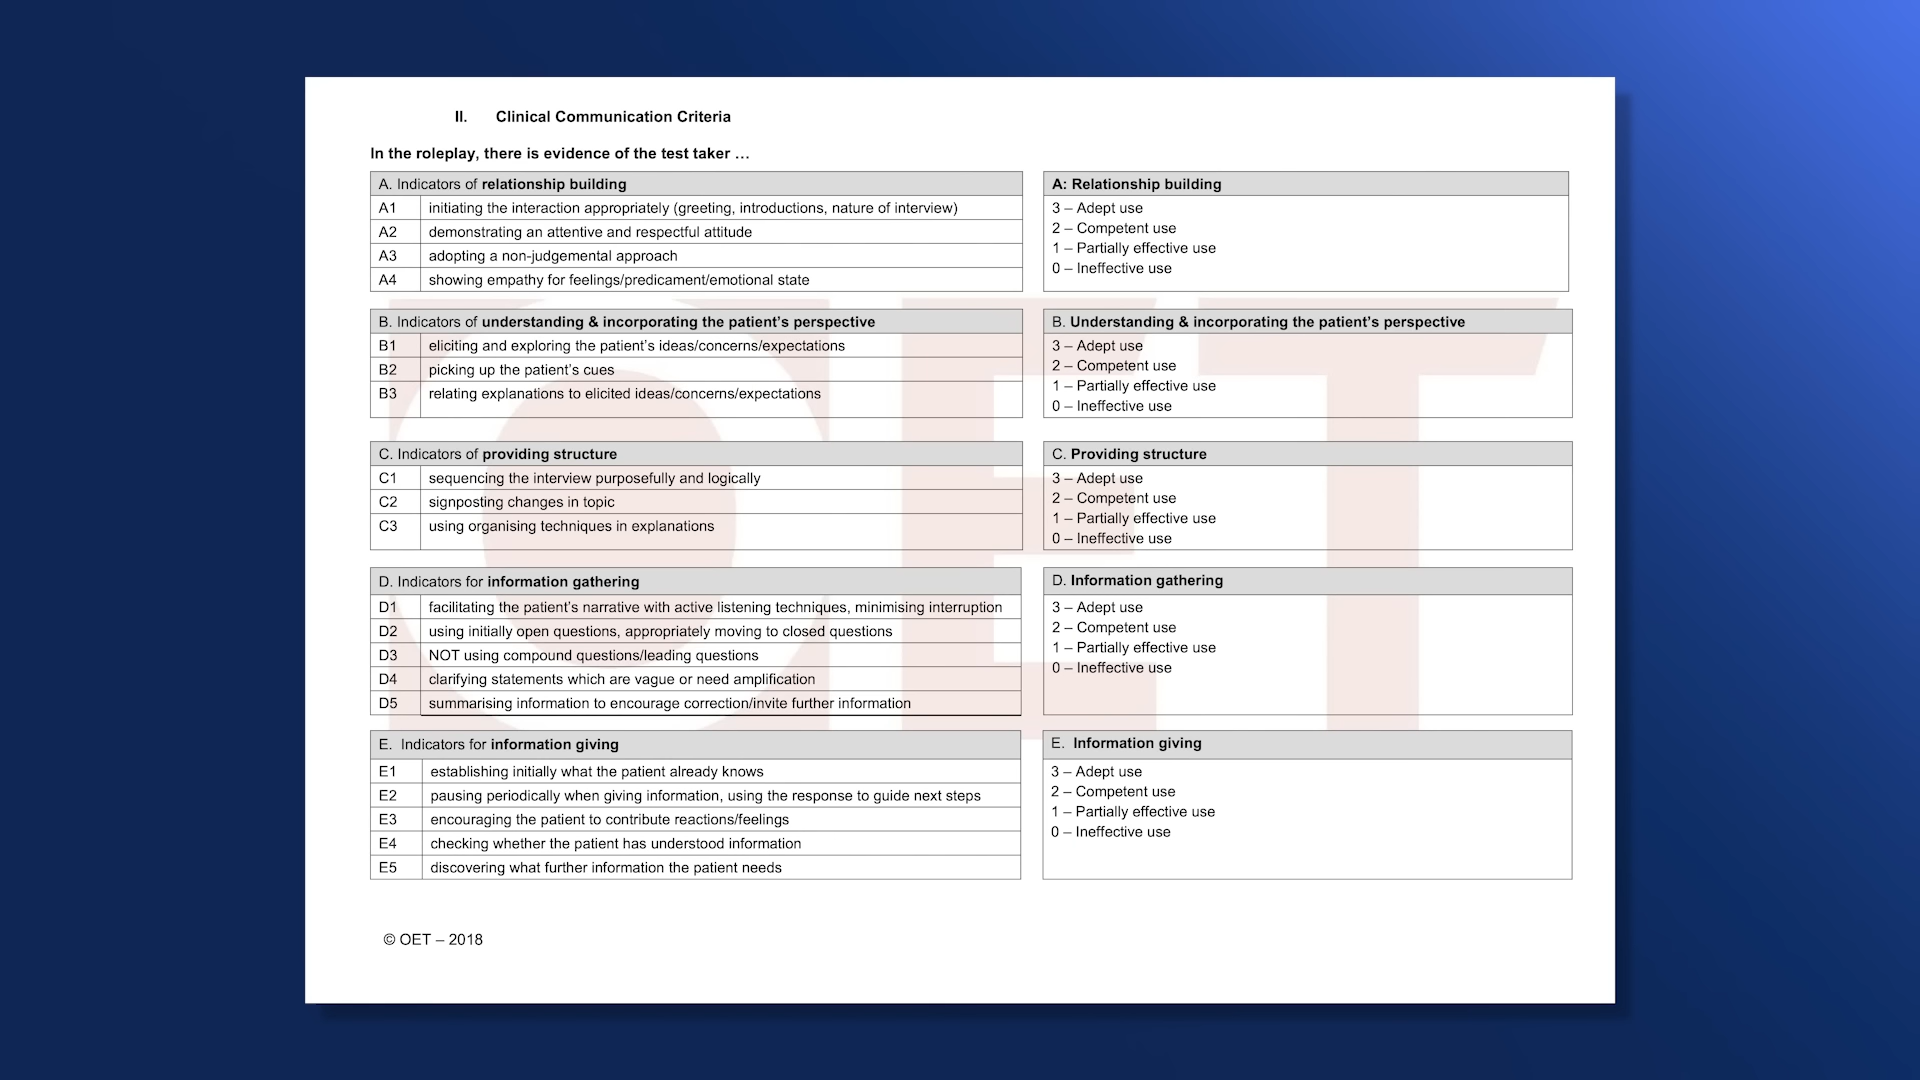 II. Clinical Communication Criteria
In the roleplay, there is evidence of the test taker …
A. Indicators of relationship building
A1 initiating the interaction appropriately (greeting, introductions, nature of interview)
A2 demonstrating an attentive and respectful attitude
A3 adopting a non-judgemental approach
A4 showing empathy for feelings/predicament/emotional state
A: Relationship building
3 – Adept use
2 – Competent use
1 – Partially effective use
0 – Ineffective use
B. Indicators of understanding & incorporating the patient’s perspective
B1 eliciting and exploring the patient’s ideas/concerns/expectations
B2 picking up the patient’s cues
B3 relating explanations to elicited ideas/concerns/expectations
B. Understanding & incorporating the patient’s perspective
3 – Adept use
2 – Competent use
1 – Partially effective use
0 – Ineffective use
C. Indicators of providing structure
C1 sequencing the interview purposefully and logically
C2 signposting changes in topic
C3 using organising techniques in explanations
C. Providing structure
3 – Adept use
2 – Competent use
1 – Partially effective use
0 – Ineffective use
D. Indicators for information gathering
D1 facilitating the patient’s narrative with active listening techniques, minimising interruption
D2 using initially open questions, appropriately moving to closed questions
D3 NOT using compound questions/leading questions
D4 clarifying statements which are vague or need amplification
D5 summarising information to encourage correction/invite further information
D. Information gathering
3 – Adept use
2 – Competent use
1 – Partially effective use
0 – Ineffective use
E. Indicators for information giving
E1 establishing initially what the patient already knows
E2 pausing periodically when giving information, using the response to guide next steps
E3 encouraging the patient to contribute reactions/feelings
E4 checking whether the patient has understood information
E5 discovering what further information the patient needs
E. Information giving
3 – Adept use
2 – Competent use
1 – Partially effective use
0 – Ineffective use
OET
© OET – 2018